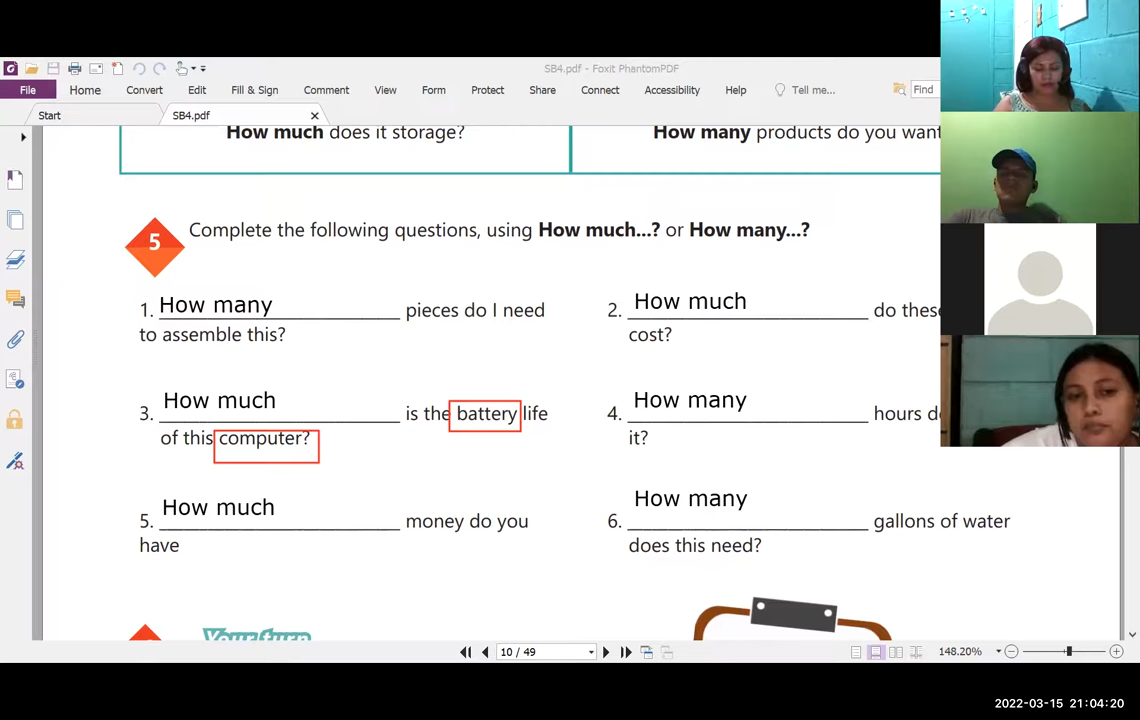 SB4.pdf - Foxit PhantomPDF
File Home Convert Edit Fill & Sign Comment View Form Protect Share Connect Accessibility Help Tell me... Find
Start SB4.pdf
How much does it storage? How many products do you want
5 Complete the following questions, using How much...? or How many...?
1. How many pieces do I need
to assemble this?
2. How much do these
cost?
3. How much is the battery life
of this computer?
4. How many hours
it?
5. How much money do you
have
6. How many gallons of water
does this need?
Your turn
10 / 49 148.20%
2022-03-15 21:04:20